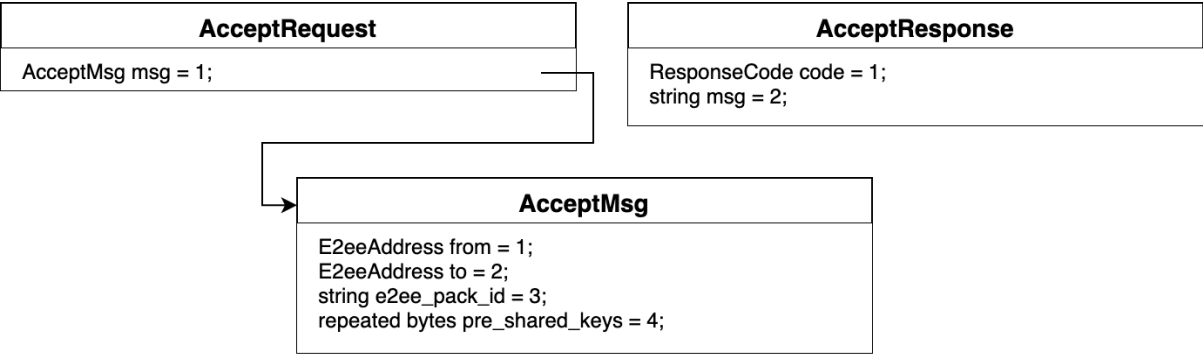 AcceptRequest
AcceptMsg msg = 1;
AcceptResponse
ResponseCode code = 1;
string msg = 2;
AcceptMsg
E2eeAddress from = 1;
E2eeAddress to = 2;
string e2ee_pack_id = 3;
repeated bytes pre_shared_keys = 4;